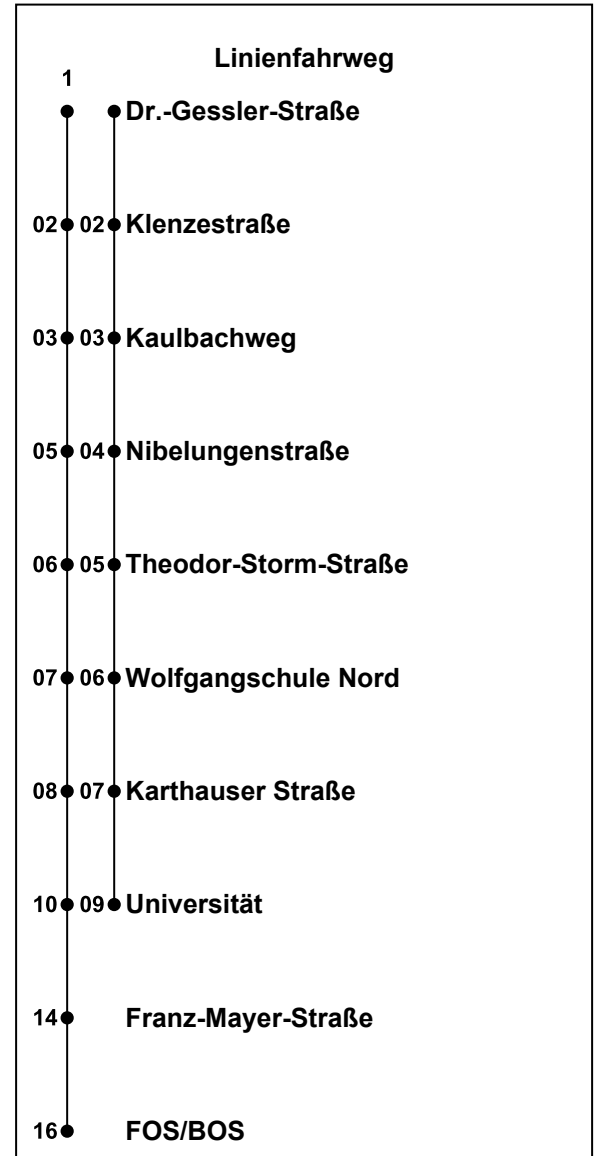 Linienfahrweg
1
Dr.-Gessler-Straße
02 02 Klenzestraße
03 03 Kaulbachweg
05 04 Nibelungenstraße
06 05 Theodor-Storm-Straße
07 06 Wolfgangschule Nord
08 07 Karthauser Straße
10 09 Universität
14 Franz-Mayer-Straße
16 FOS/BOS